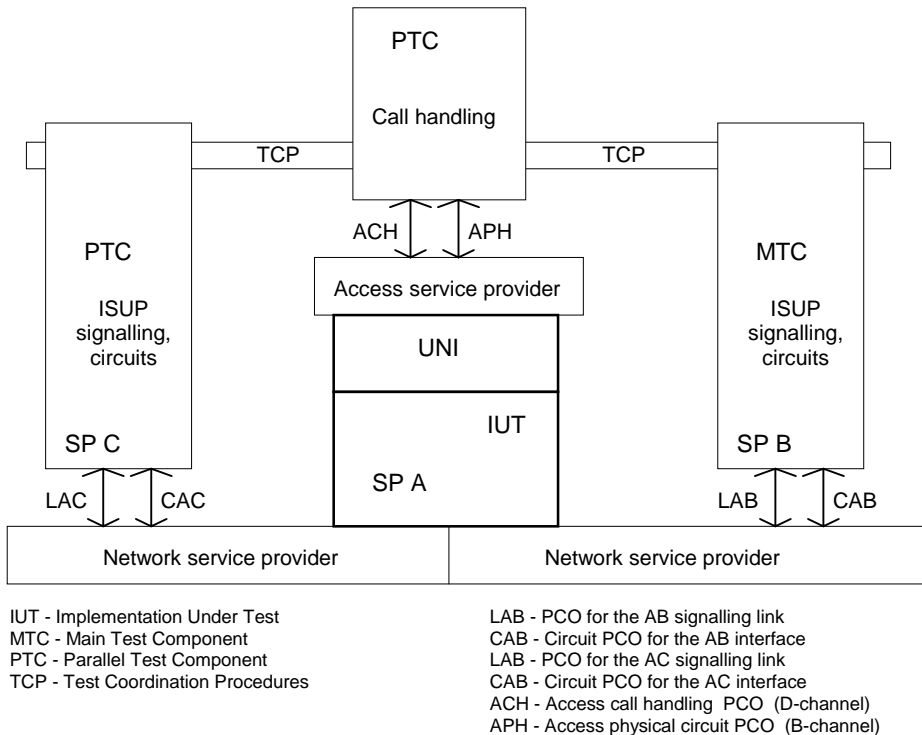 PTC
Call handling
TCP
TCP
ACH
APH
PTC
ISUP
signalling,
circuits
MTC
ISUP
signalling,
circuits
Access service provider
UNI
IUT
SP A
SP C
SP B
LAC
CAC
LAB
CAB
Network service provider
Network service provider
IUT - Implementation Under Test
MTC - Main Test Component
PTC - Parallel Test Component
TCP - Test Coordination Procedures
LAB - PCO for the AB signalling link
CAB - Circuit PCO for the AB interface
LAB - PCO for the AC signalling link
CAB - Circuit PCO for the AC interface
ACH - Access call handling PCO (D-channel)
APH - Access physical circuit PCO (B-channel)